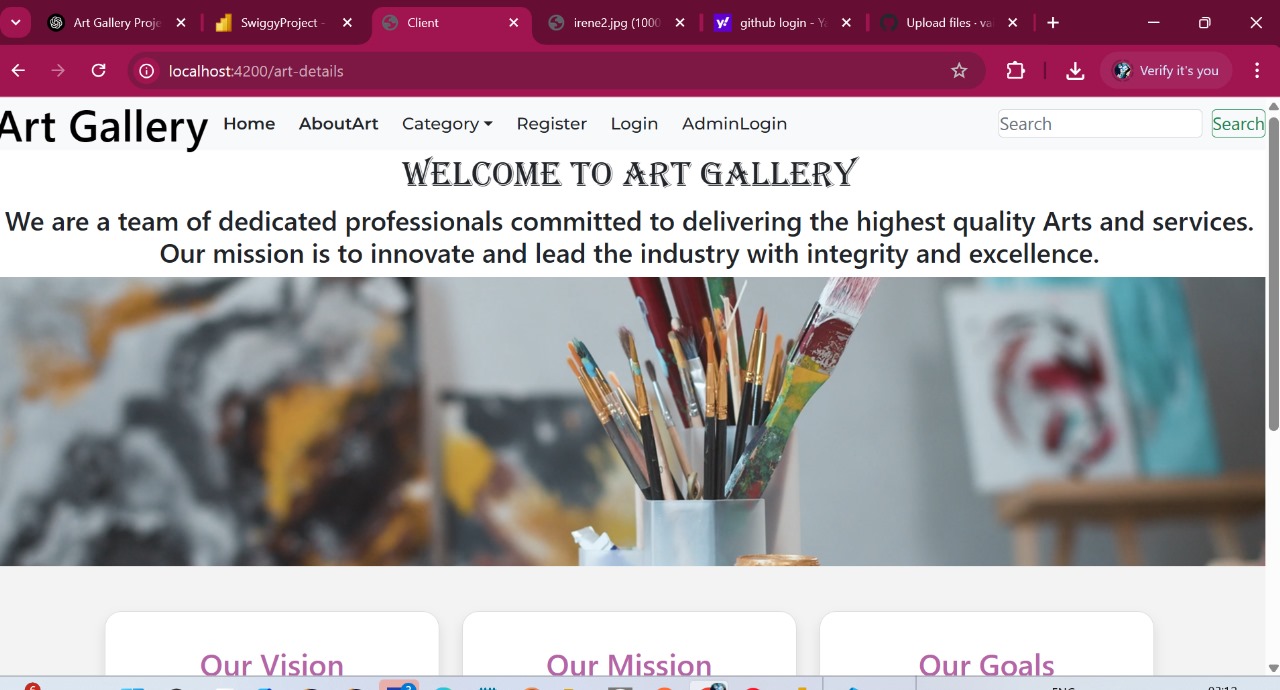 Art Gallery Proje
SwiggyProject -
Client
irene2.jpg (1000
github login - Ya
Upload files · val
localhost:4200/art-details
Verify it's you
Art Gallery Home AboutArt Category Register Login AdminLogin Search Search
WELCOME TO ART GALLERY
We are a team of dedicated professionals committed to delivering the highest quality Arts and services.
Our mission is to innovate and lead the industry with integrity and excellence.
Our Vision
Our Mission
Our Goals